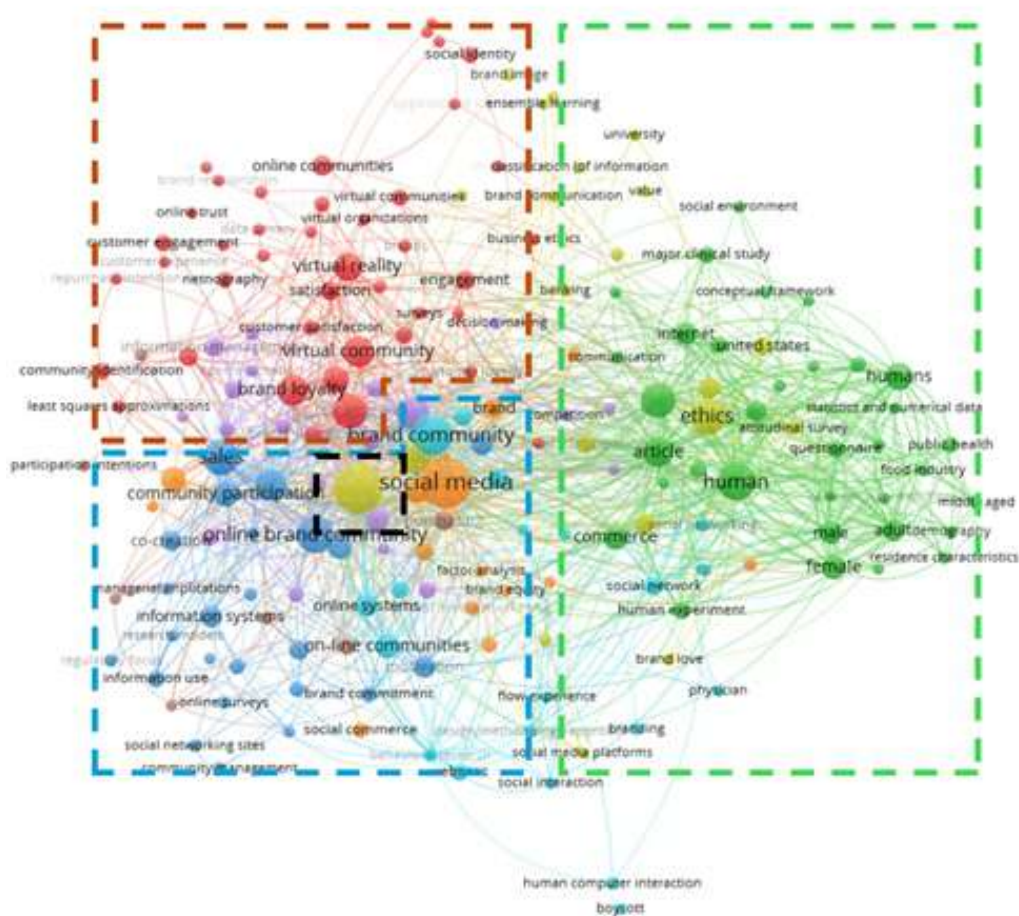 social identity
brand image
ensemble learning
university
online communities
classification (of information
virtual communities
brand communication
value
online trust
virtual organizations
social environment
customer engagement
business ethics
major clinical study
virtual reality
netnography
satisfaction
engagement
banking
conceptual framework
surveys
decision making
customer satisfaction
internet
united states
information management
virtual community
communication
community identification
humans
brand loyalty
least squares approximations
brand
competition
ethics
statistics and numerical data
attitudinal survey
brand community
questionnaire
public health
article
sales
participation intentions
food industry
community participation
social media
human
middle aged
online brand community
commerce
male
adult
demography
co-creation
female
residence characteristics
factor analysis
managerial implications
brand equity
social network
online systems
information systems
human experiment
on-line communities
brand love
information use
brand commitment
flow experience
physician
online surveys
social commerce
branding
social networking sites
social media platforms
community management
social interaction
human computer interaction
boysott